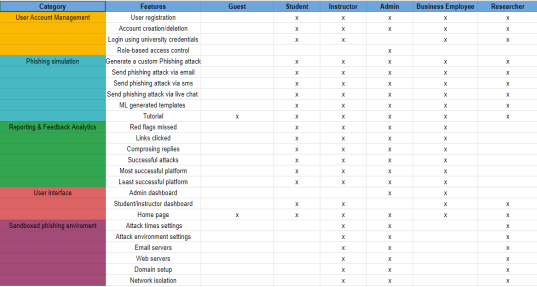 Category Features Guest Student Instructor Admin Business Employee Researcher
User Account Management User registration x x x x x
Account creation/deletion x x x x x
Login using university credentials x x x x
Role-based access control x
Phishing simulation Generate a custom Phishing attack x x x x x
Send phishing attack via email x x x x x
Send phishing attack via sms x x x x x
Send phishing attack via live chat x x x x x
ML generated templates x x x x x
Tutorial x x x x x x
Reporting & Feedback Analytics Red flags missed x x x x
Links clicked x x x x
Comprosing replies x x x x
Successful attacks x x x x
Most successful platform x x x x
Least successful platform x x x x
User interface Admin dashboard x x
Student/instructor dashboard x x x x
Home page x x x x x x
Sandboxed phishing enviroment Attack times settings x x x
Attack environment settings x x x
Email servers x x x
Web servers x x x
Domain setup x x x
Network isolation x x x